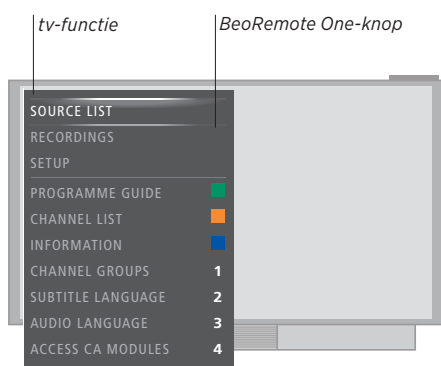 tv-functie BeoRemote One-knop
SOURCE LIST
RECORDINGS
SETUP
PROGRAMME GUIDE
CHANNEL LIST
INFORMATION
CHANNEL GROUPS 1
SUBTITLE LANGUAGE 2
AUDIO LANGUAGE 3
ACCESS CA MODULES 4